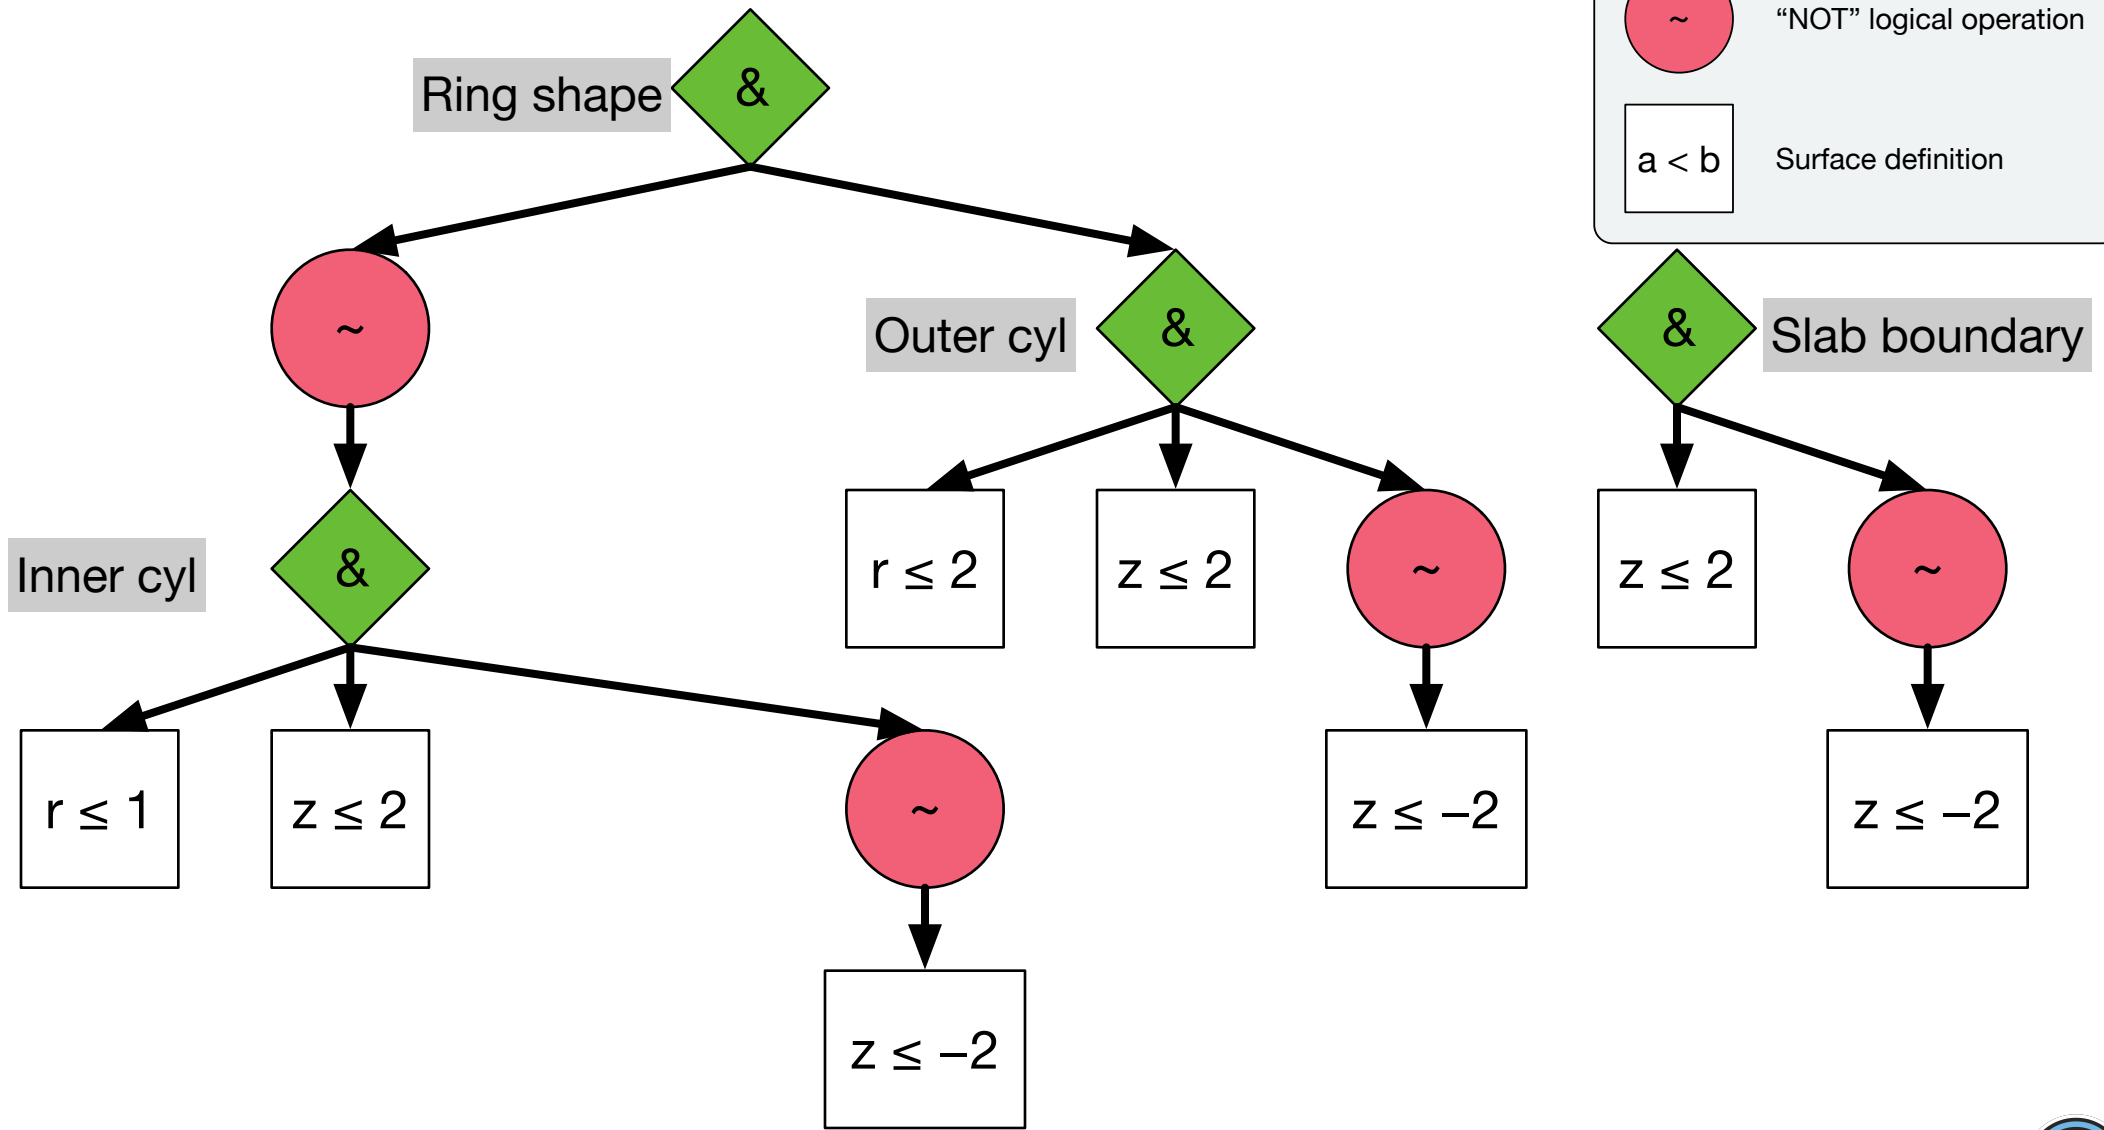 ~ “NOT” logical operation
Ring shape &
a < b Surface definition
~ Outer cyl & & Slab boundary
Inner cyl & r ≤ 2 z ≤ 2 ~ z ≤ 2 ~
r ≤ 1 z ≤ 2 ~ z ≤ −2 z ≤ −2
z ≤ −2